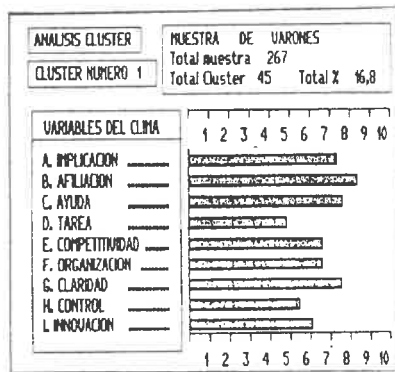 ANALISIS CLUSTER
CLUSTER NUMERO 1
MUESTRA DE VARONES
Total muestra 267
Total Cluster 45 Total % 16,8
VARIABLES DEL CLIMA
1 2 3 4 5 6 7 8 9 10
A. IMPLICACION
B. AFILIACION
C. AYUDA
D. TAREA
E. COMPETITIVIDAD
F. ORGANIZACION
G. CLARIDAD
H. CONTROL
I. INNOVACION
1 2 3 4 5 6 7 8 9 10